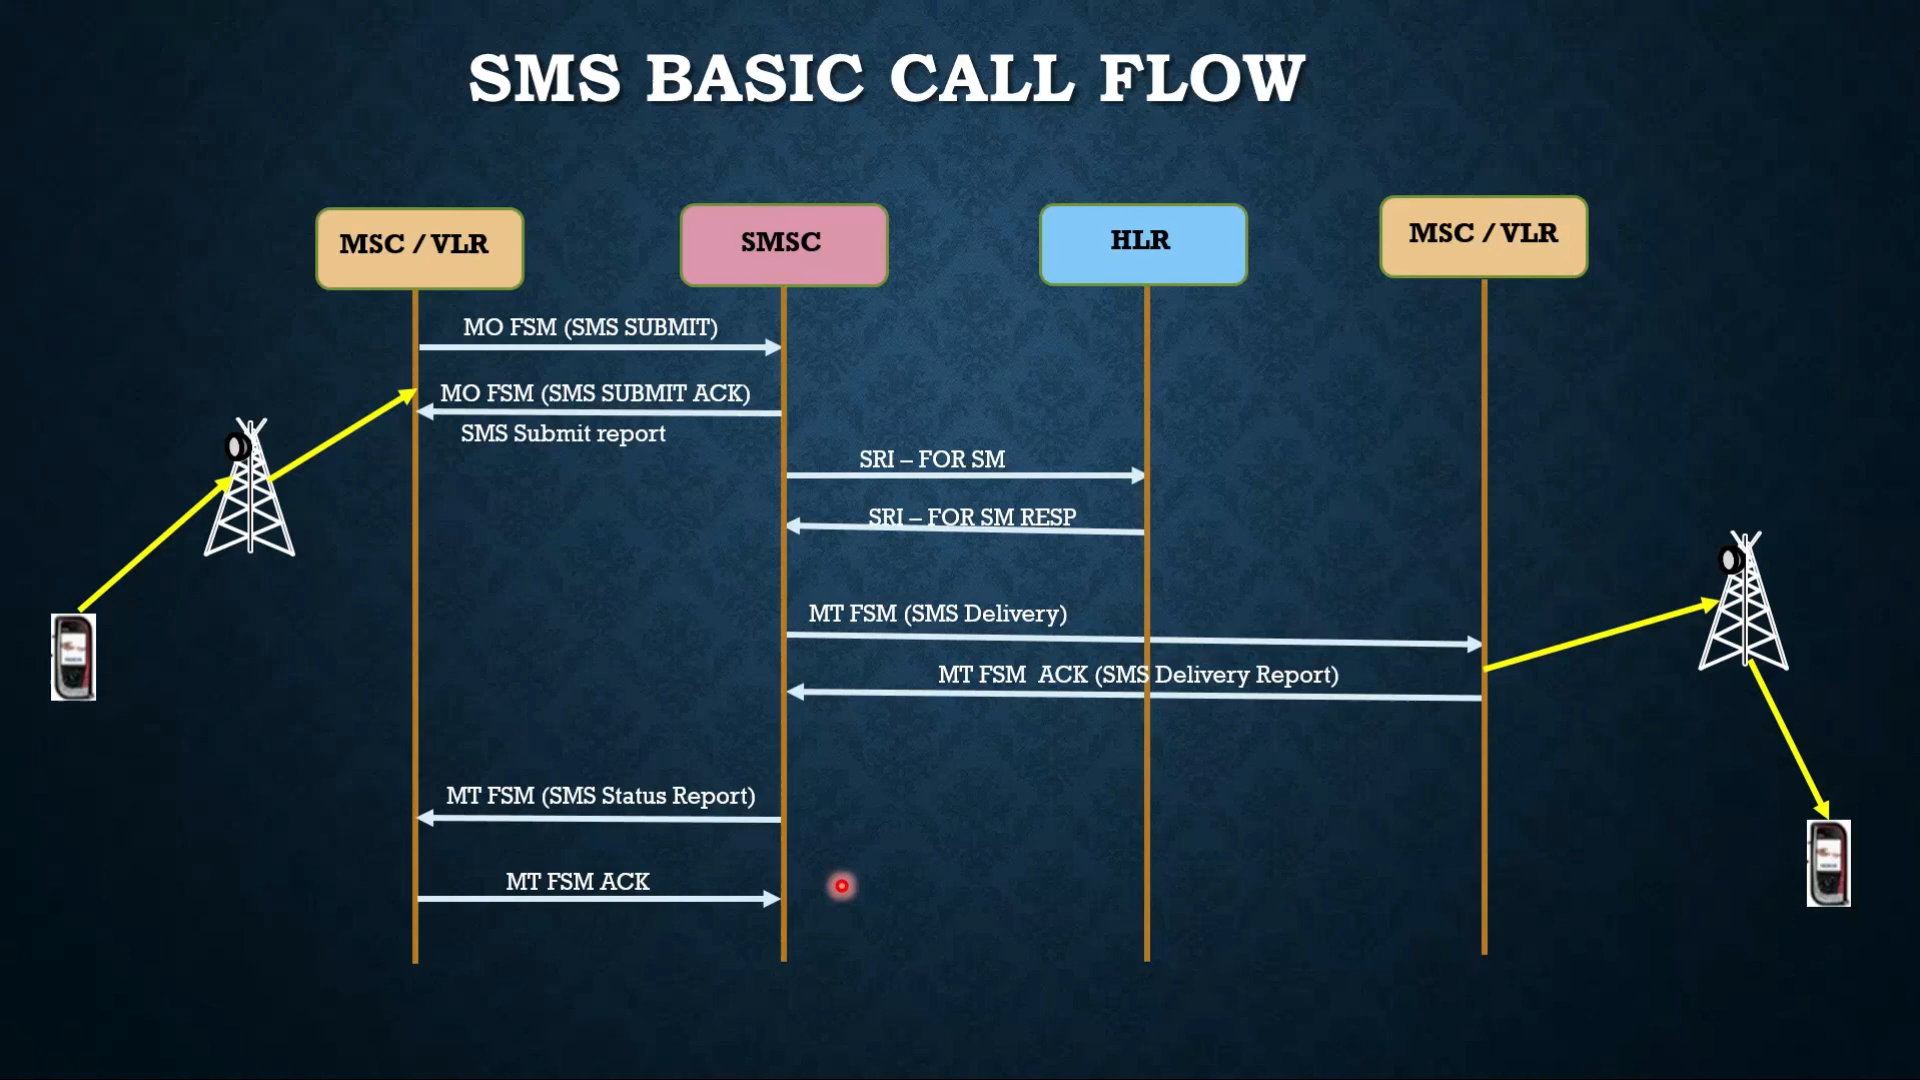 SMS BASIC CALL FLOW
MSC / VLR
SMSC
HLR
MSC / VLR
MO FSM (SMS SUBMIT)
MO FSM (SMS SUBMIT ACK)
SMS Submit report
SRI – FOR SM
SRI – FOR SM RESP
MT FSM (SMS Delivery)
MT FSM ACK (SMS Delivery Report)
MT FSM (SMS Status Report)
MT FSM ACK